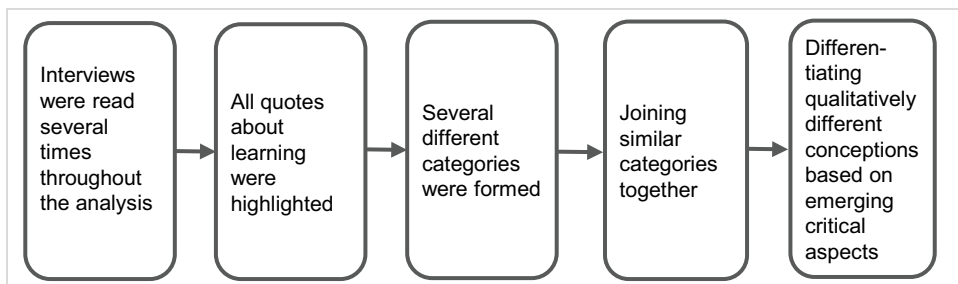 Interviews
were read
several
times
throughout
the analysis
All quotes
about
learning
were
highlighted
Several
different
categories
were formed
Joining
similar
categories
together
Differen-
tiating
qualitatively
different
conceptions
based on
emerging
critical
aspects